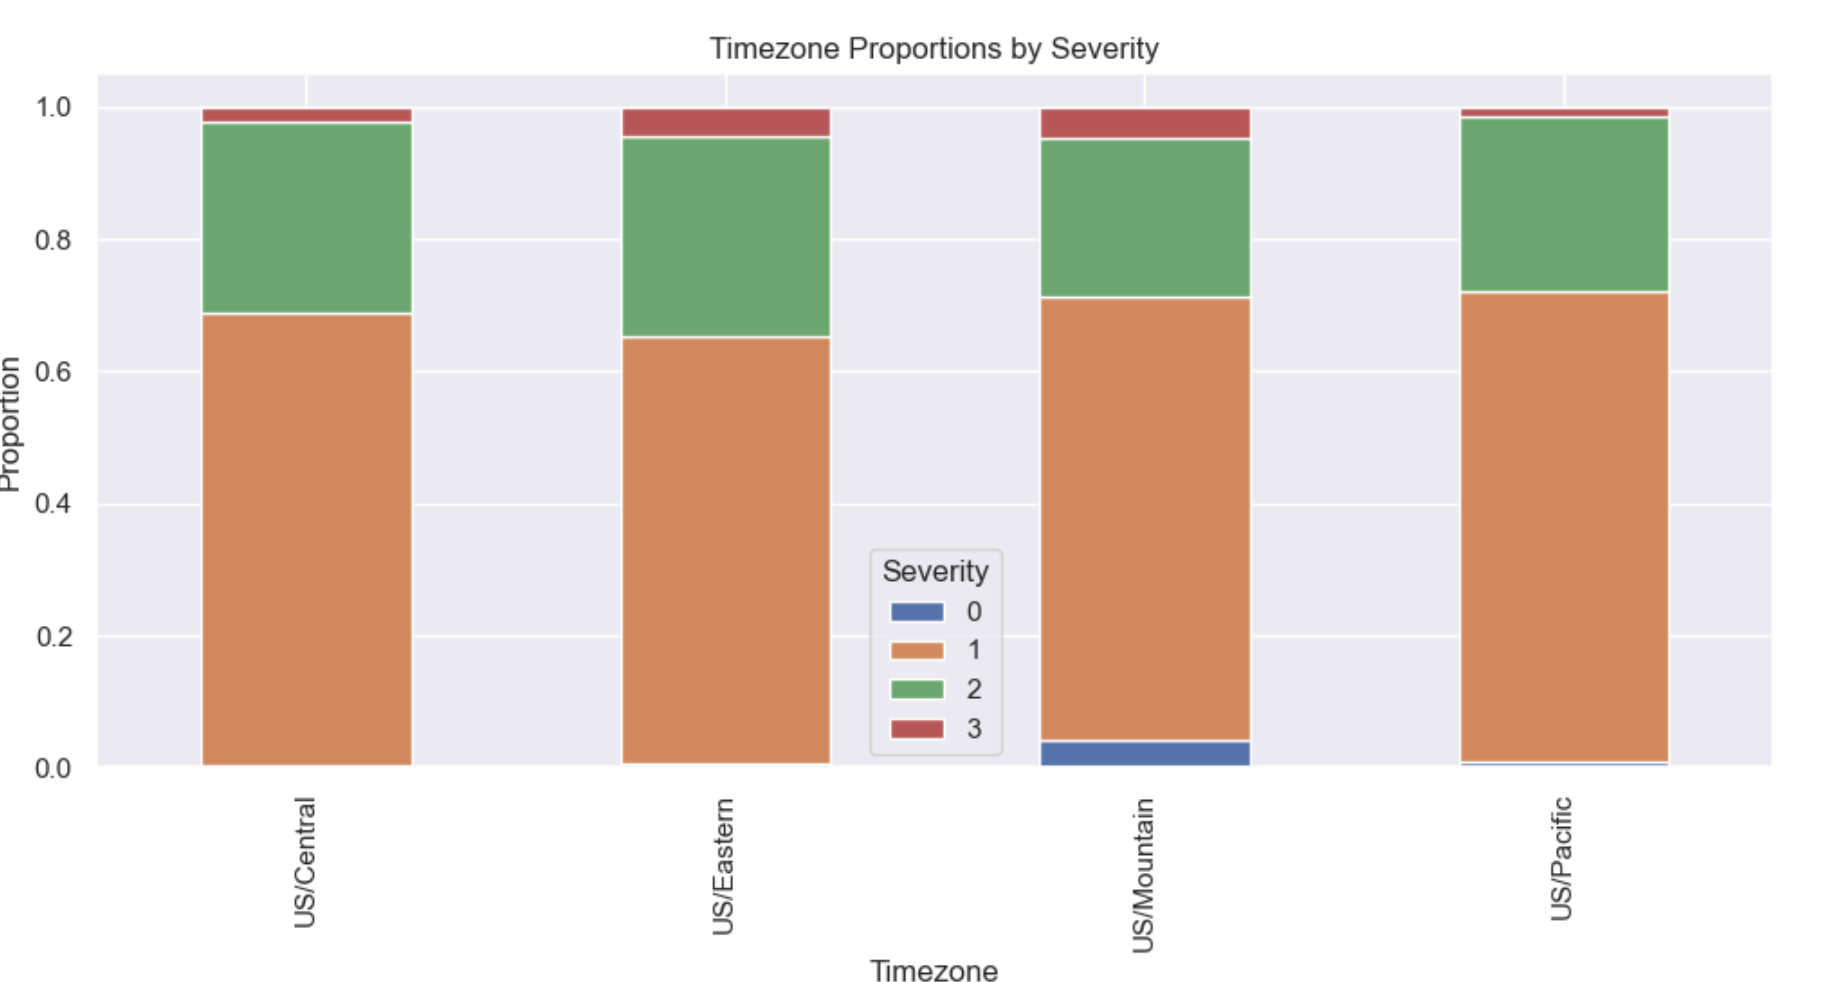 Timezone Proportions by Severity
1.0
0.8
0.6
0.4
0.2
0.0
Proportion
Severity
0
1
2
3
US/Central
US/Eastern
US/Mountain
US/Pacific
Timezone